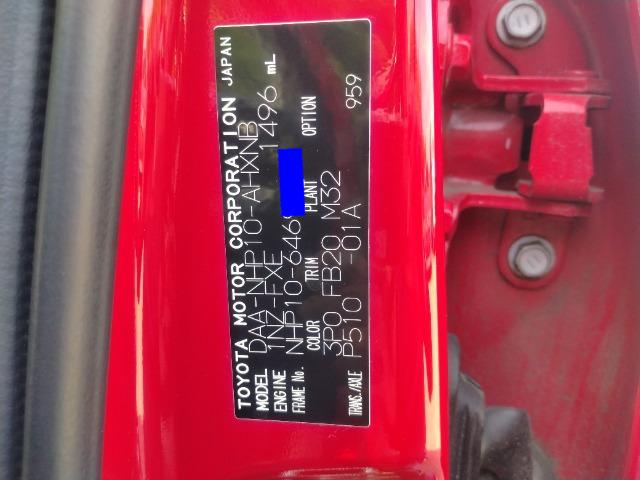 TOYOTA MOTOR CORPORATION JAPAN
MODEL DAA-NHP10-AHXNB
ENGINE 1NZ-FXE 1496 mL
FRAME No. NHP10-646
COLOR TRIM PLANT OPTION
3P0 FB20 M32
TRANS./AXLE P510 -01A 959